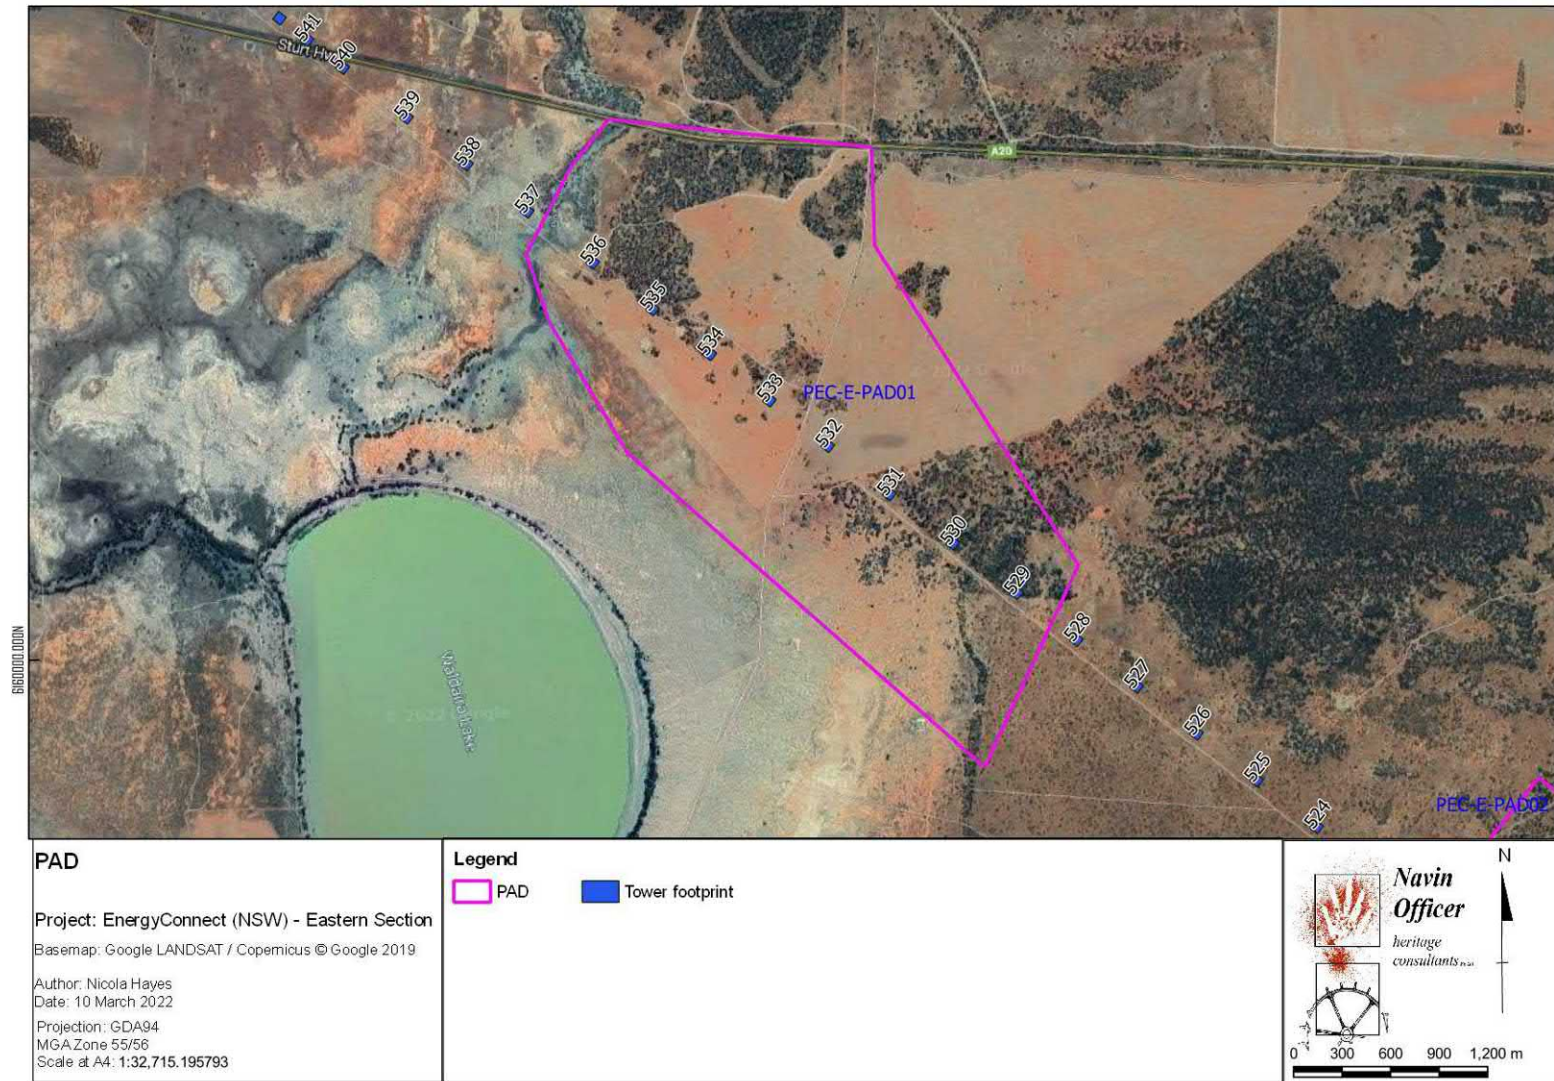 541
Sturt Hwy
540
539
538
537
536
535
534
533
532
531
530
529
528
527
526
525
524
A20
PEC-E-PAD01
PEC-E-PAD02
6160000.000N
Waldaira Lake
PAD
Project: EnergyConnect (NSW) - Eastern Section
Basemap: Google LANDSAT / Copernicus © Google 2019
Author: Nicola Hayes
Date: 10 March 2022
Projection: GDA94
MGA Zone 55/56
Scale at A4: 1:32,715.195793
Legend
PAD
Tower footprint
Navin
Officer
heritage
consultants
N
0 300 600 900 1,200 m